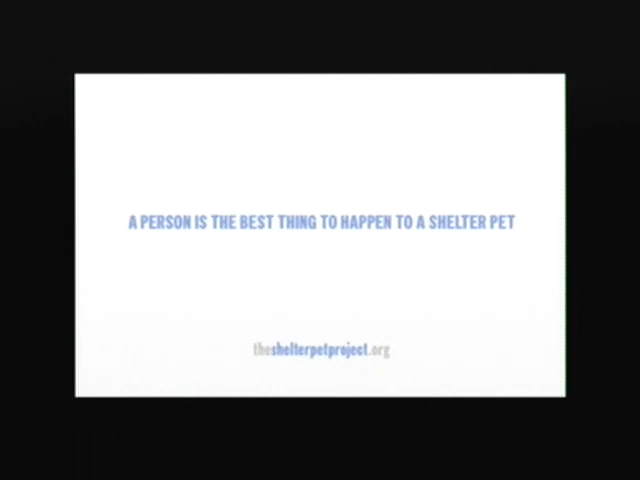 A PERSON IS THE BEST THING TO HAPPEN TO A SHELTER PET
theshelterpetproject.org